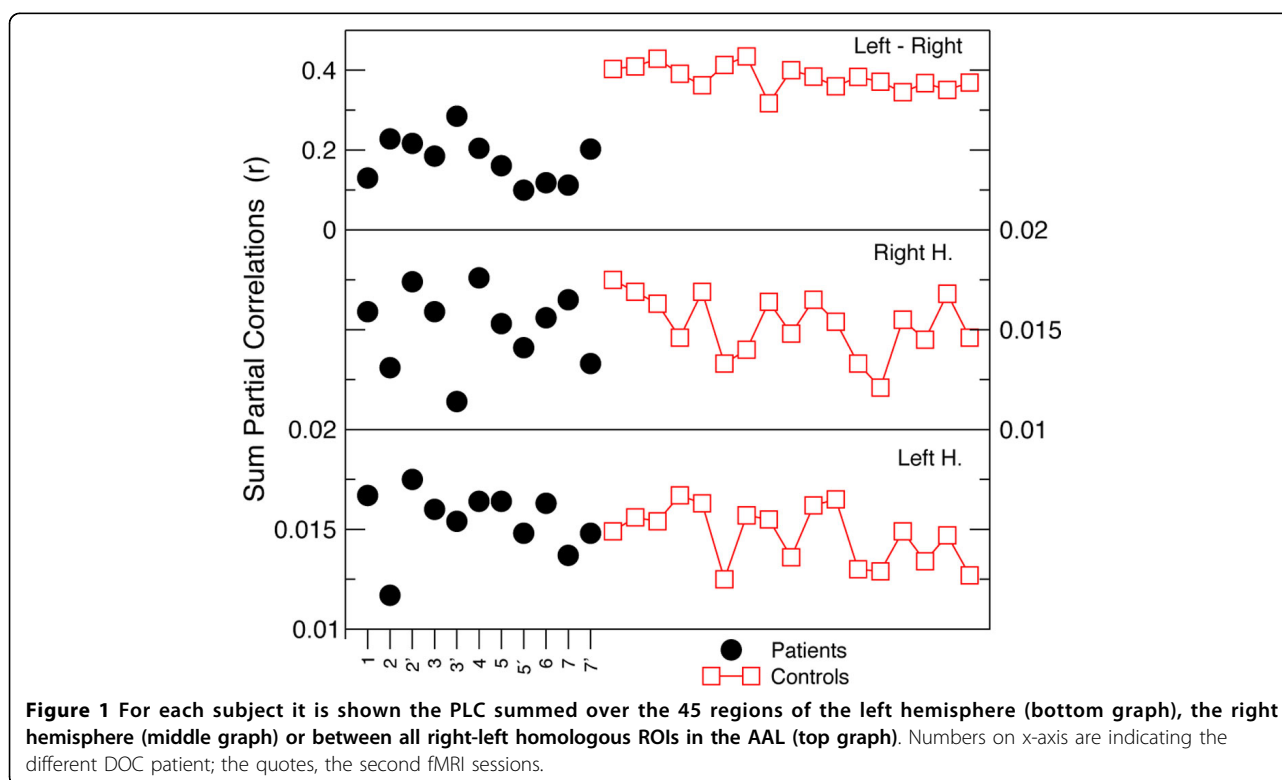 Left - Right
0.4
0.2
0
0.02
Right H.
0.015
0.02
0.01
Left H.
0.015
0.01
Sum Partial Correlations (r)
1 2 2' 3 3' 4 5 5' 6 7 7'
Patients
Controls
Figure 1 For each subject it is shown the PLC summed over the 45 regions of the left hemisphere (bottom graph), the right
hemisphere (middle graph) or between all right-left homologous ROIs in the AAL (top graph). Numbers on x-axis are indicating the
different DOC patient; the quotes, the second fMRI sessions.